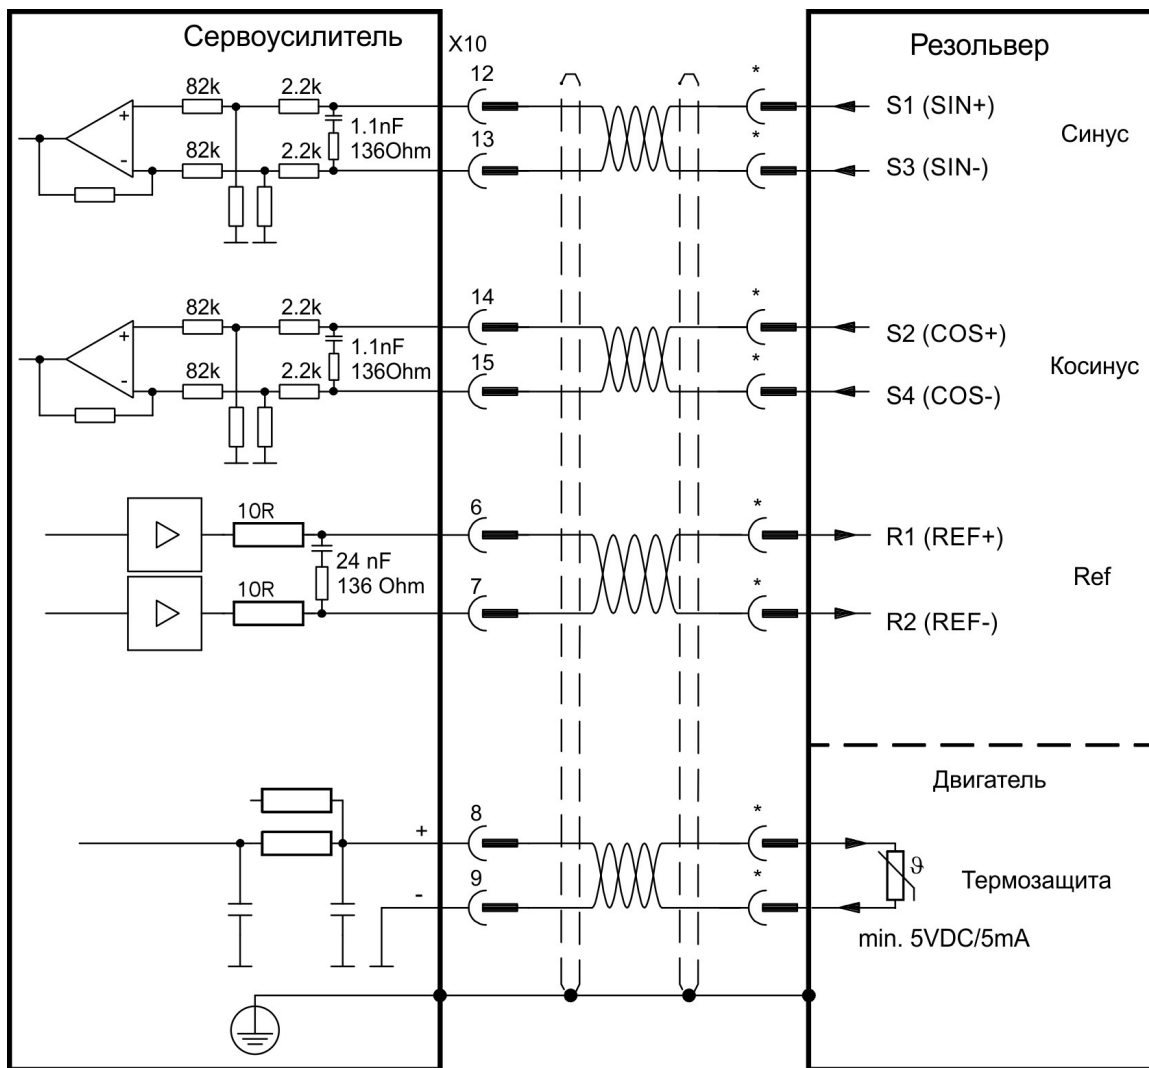 Сервоусилитель
X10
Резольвер
82k
2.2k
12
*
S1 (SIN+)
+
1.1nF
136Ohm
Синус
-
82k
2.2k
13
*
S3 (SIN-)
82k
2.2k
14
*
S2 (COS+)
+
1.1nF
136Ohm
Косинус
-
82k
2.2k
15
*
S4 (COS-)
10R
6
*
R1 (REF+)
24 nF
136 Ohm
Ref
10R
7
*
R2 (REF-)
Двигатель
+
8
*
ϑ
Термозащита
-
9
*
min. 5VDC/5mA